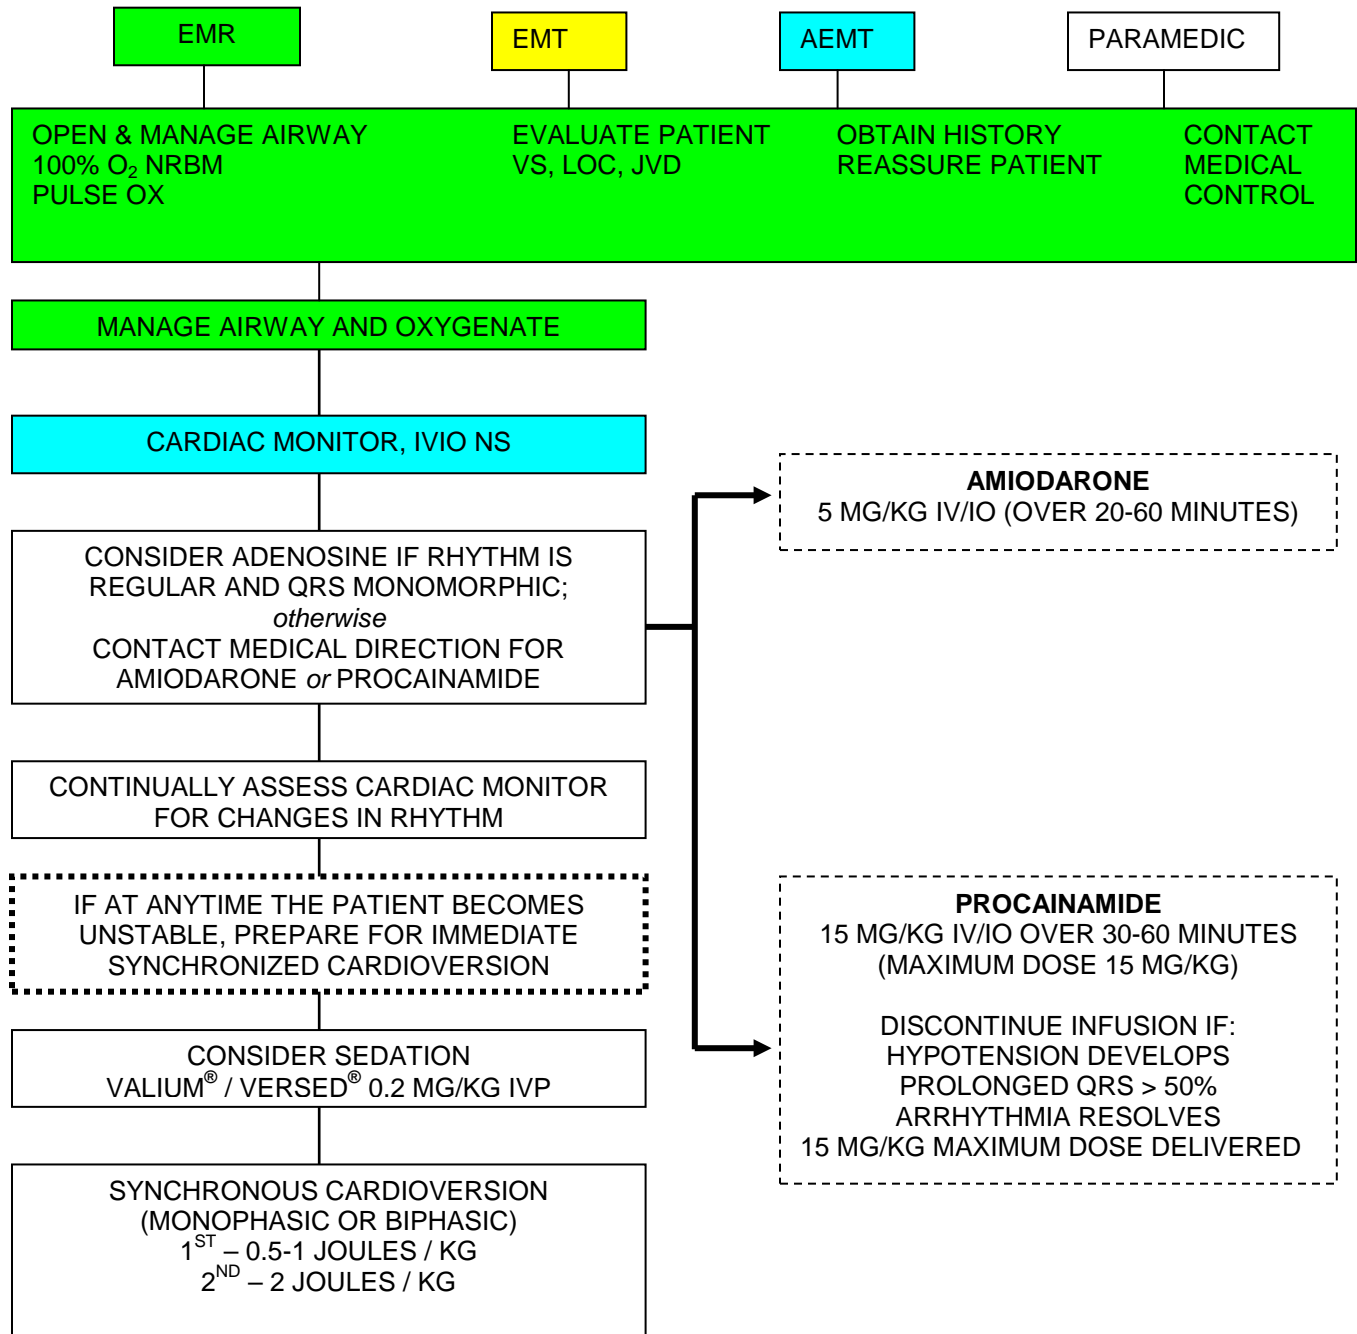 EMR
EMT
AEMT
PARAMEDIC
OPEN & MANAGE AIRWAY
100% O₂ NRBM
PULSE OX
EVALUATE PATIENT
VS, LOC, JVD
OBTAIN HISTORY
REASSURE PATIENT
CONTACT
MEDICAL
CONTROL
MANAGE AIRWAY AND OXYGENATE
CARDIAC MONITOR, IVIO NS
CONSIDER ADENOSINE IF RHYTHM IS
REGULAR AND QRS MONOMORPHIC;
otherwise
CONTACT MEDICAL DIRECTION FOR
AMIODARONE or PROCAINAMIDE
CONTINUALLY ASSESS CARDIAC MONITOR
FOR CHANGES IN RHYTHM
IF AT ANYTIME THE PATIENT BECOMES
UNSTABLE, PREPARE FOR IMMEDIATE
SYNCHRONIZED CARDIOVERSION
CONSIDER SEDATION
VALIUM® / VERSED® 0.2 MG/KG IVP
SYNCHRONOUS CARDIOVERSION
(MONOPHASIC OR BIPHASIC)
1ST – 0.5-1 JOULES / KG
2ND – 2 JOULES / KG
AMIODARONE
5 MG/KG IV/IO (OVER 20-60 MINUTES)
PROCAINAMIDE
15 MG/KG IV/IO OVER 30-60 MINUTES
(MAXIMUM DOSE 15 MG/KG)
DISCONTINUE INFUSION IF:
HYPOTENSION DEVELOPS
PROLONGED QRS > 50%
ARRHYTHMIA RESOLVES
15 MG/KG MAXIMUM DOSE DELIVERED